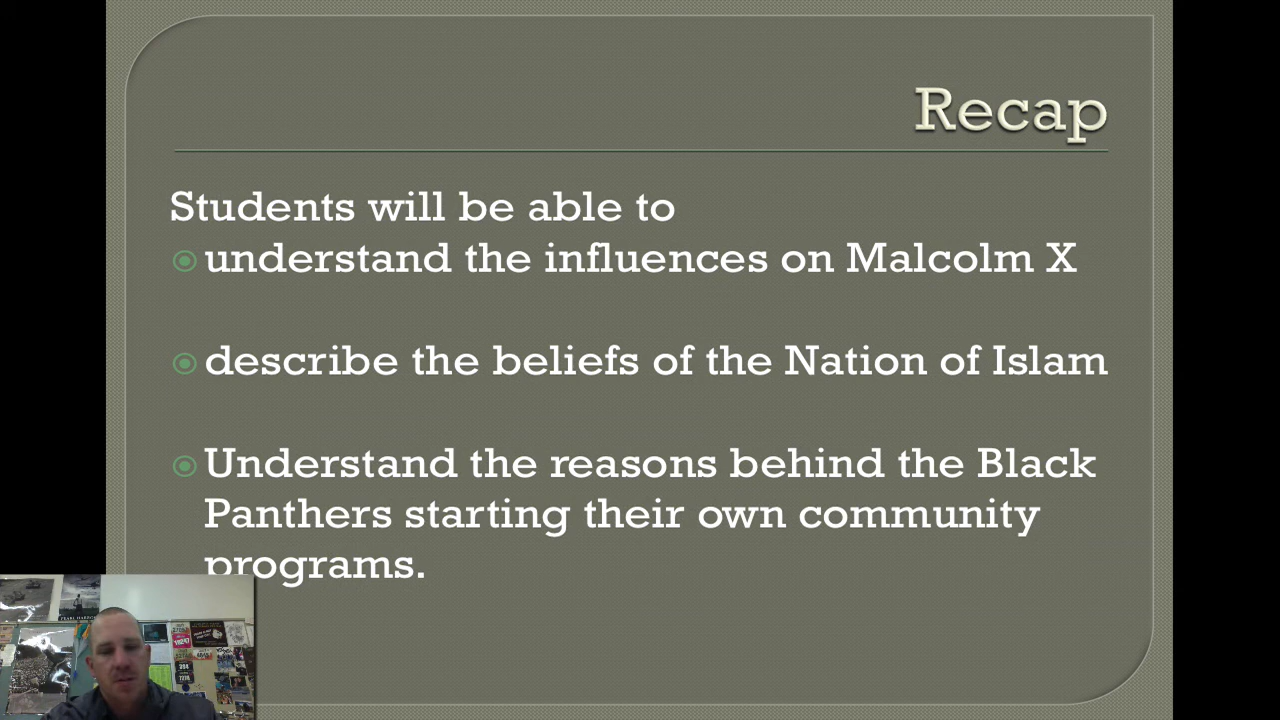 Recap
Students will be able to
understand the influences on Malcolm X
describe the beliefs of the Nation of Islam
Understand the reasons behind the Black
Panthers starting their own community
programs.